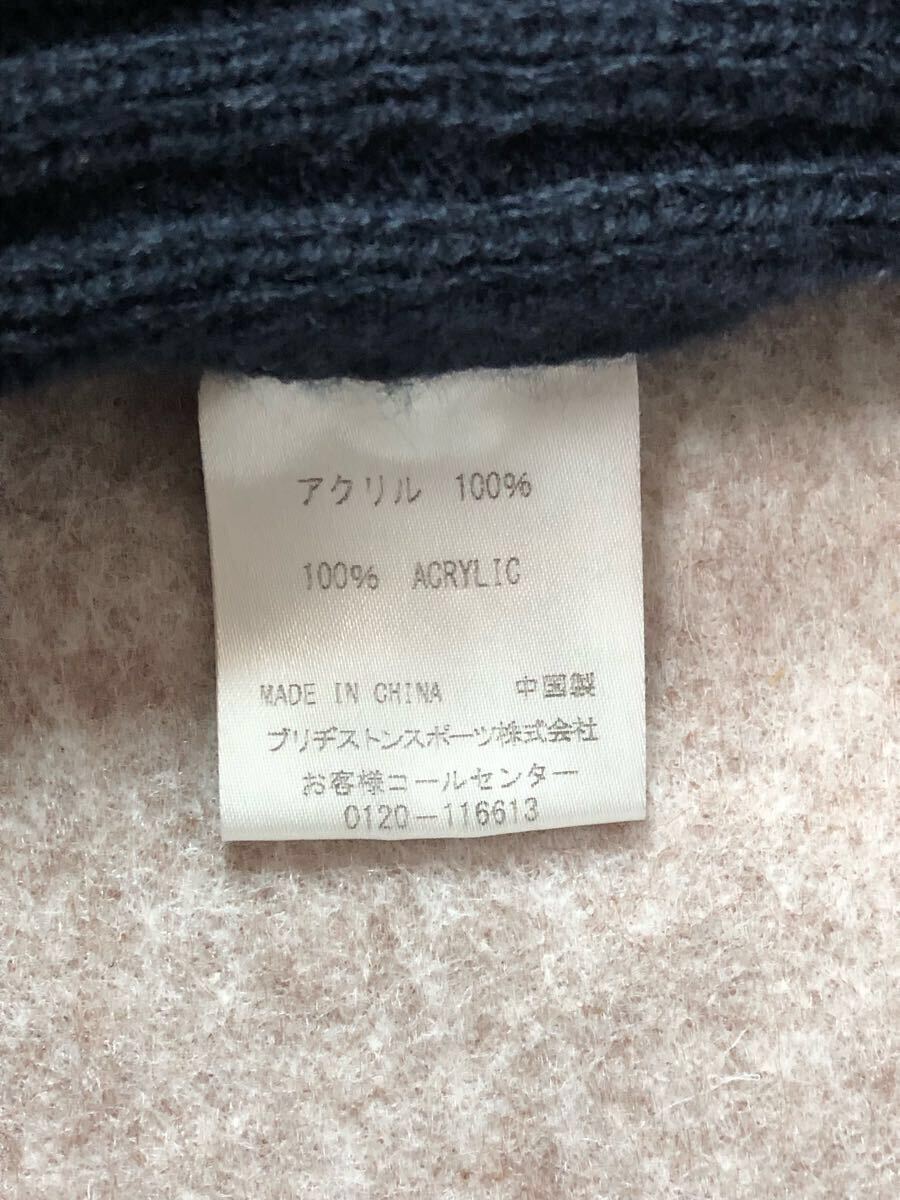 アクリル 100%
100% ACRYLIC
MADE IN CHINA 中国製
ブリヂストンスポーツ株式会社
お客様コールセンター
0120-116613